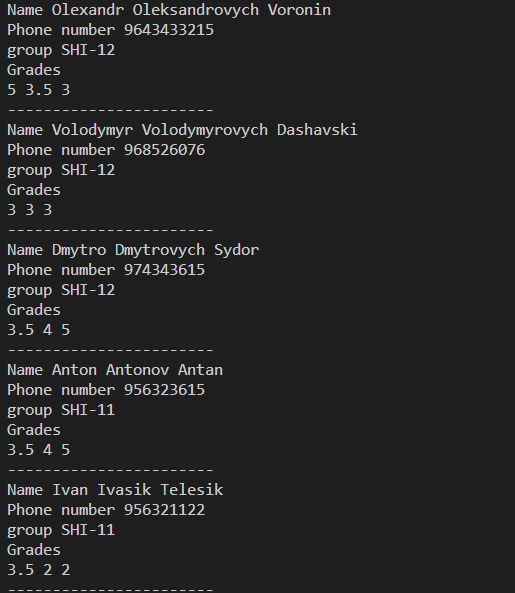 Name Olexandr Oleksandrovych Voronin
Phone number 9643433215
group SHI-12
Grades
5 3.5 3
-----------------------
Name Volodymyr Volodymyrovych Dashavski
Phone number 968526076
group SHI-12
Grades
3 3 3
-----------------------
Name Dmytro Dmytrovych Sydor
Phone number 974343615
group SHI-12
Grades
3.5 4 5
-----------------------
Name Anton Antonov Antan
Phone number 956323615
group SHI-11
Grades
3.5 4 5
-----------------------
Name Ivan Ivasik Telesik
Phone number 956321122
group SHI-11
Grades
3.5 2 2
-----------------------